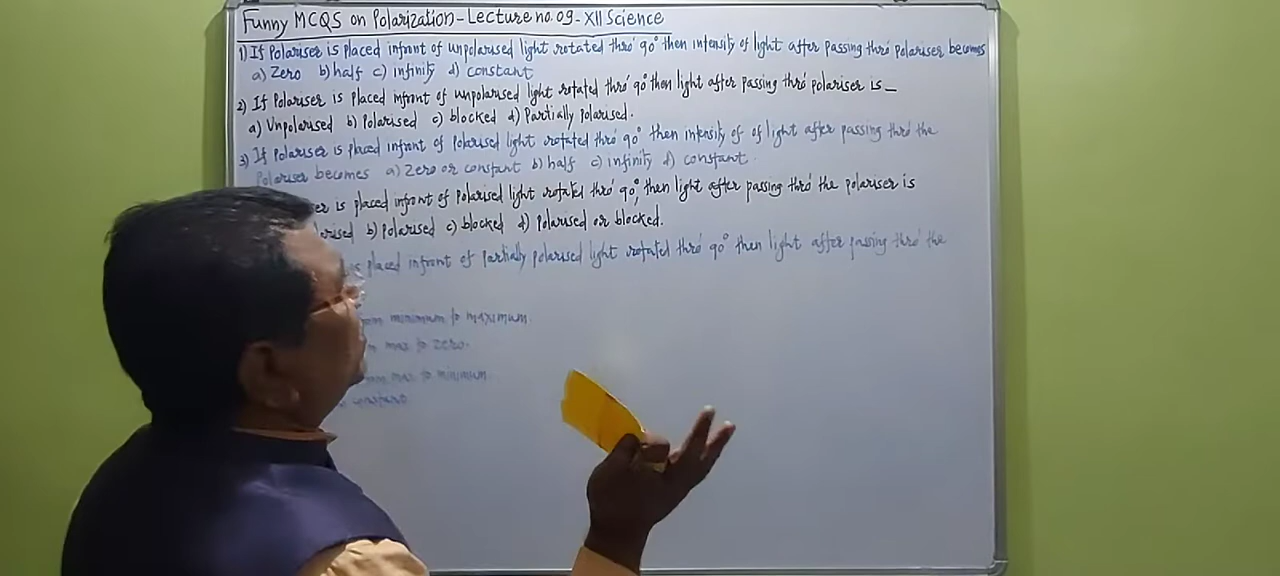 Funny MCQS on Polarization - Lecture no. 09 - XII Science
1) If Polariser is placed infront of unpolarised light rotated thro' 90° then intensity of light after passing thro' polariser becomes
a) Zero b) half c) infinity d) constant
2) If Polariser is placed infront of unpolarised light rotated thro' 90° then light after passing thro' polariser is _
a) Unpolarised b) Polarised c) blocked d) Partially Polarised.
3) If Polariser is placed infront of Polarised light rotated thro' 90° then intensity of of light after passing thro' the
Polariser becomes a) Zero or constant b) half c) infinity d) constant.
er is placed infront of Polarised light rotated thro' 90°, then light after passing thro' the polariser is
larised b) Polarised c) blocked d) Polarised or blocked.
is placed infront of Partially polarised light rotated thro' 90° then light after passing thro' the
minimum to maximum.
max to zero.
max to minimum.
constant